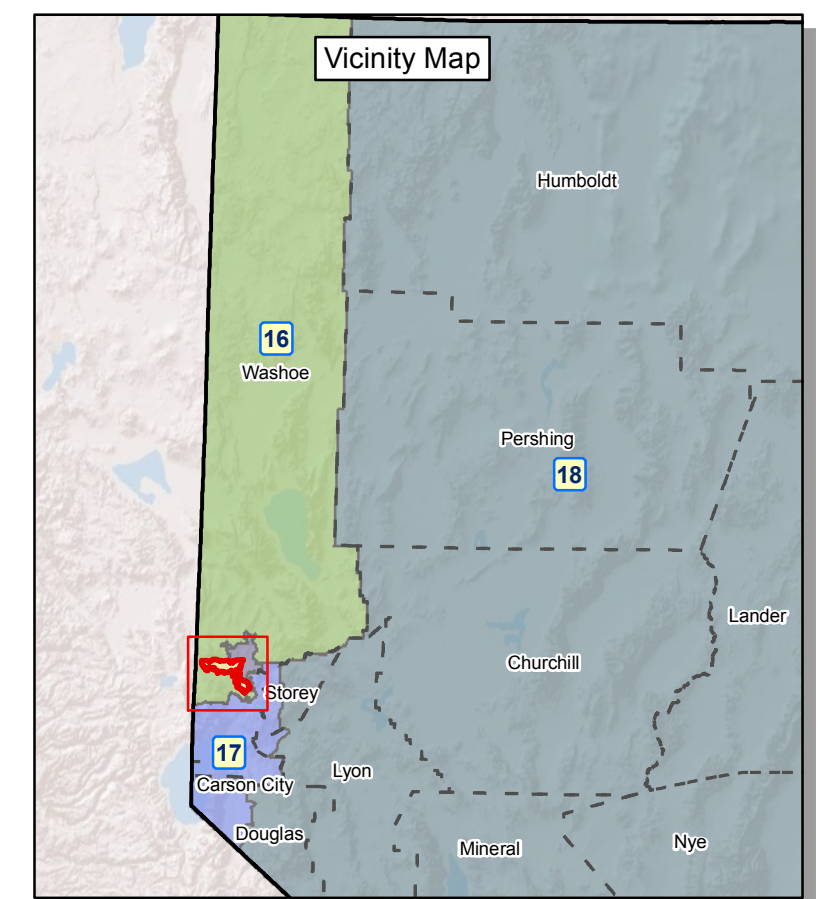 Vicinity Map
Humboldt
16
Washoe
Pershing
18
Lander
Churchill
Storey
17
Lyon
Carson City
Douglas
Mineral
Nye